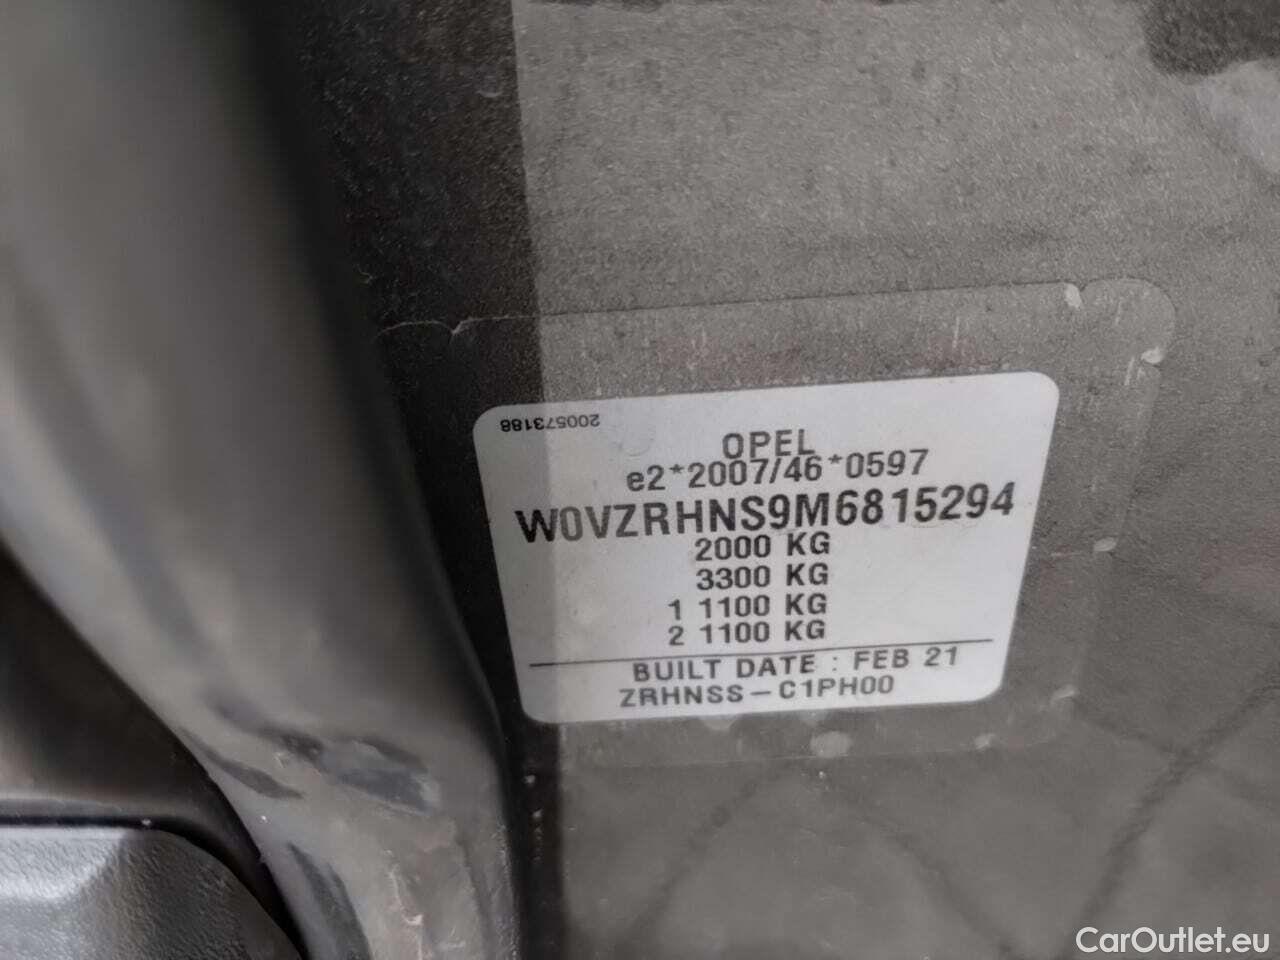 200573188
OPEL
e2*2007/46*0597
W0VZRHNS9M6815294
2000 KG
3300 KG
1 1100 KG
2 1100 KG
BUILT DATE : FEB 21
ZRHNSS-C1PH00
CarOutlet.eu